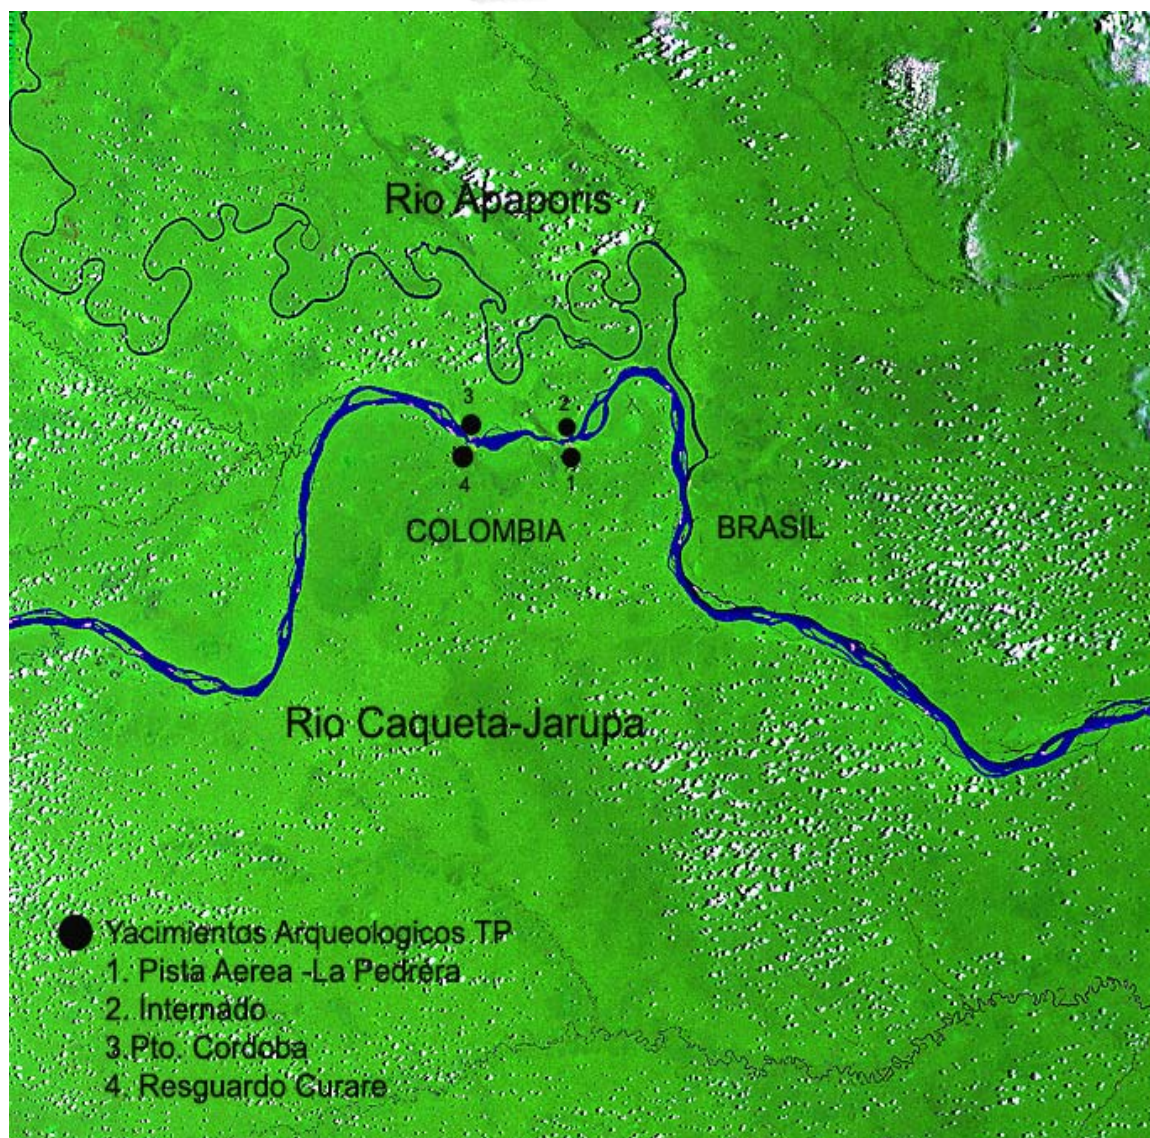 Rio Apaporis
3
2
4
1
COLOMBIA
BRASIL
Rio Caqueta-Jarupa
Yacimientos Arqueologicos TP
1. Pista Aerea -La Pedrera
2. Internado
3.Pto. Cordoba
4. Resguardo Curare